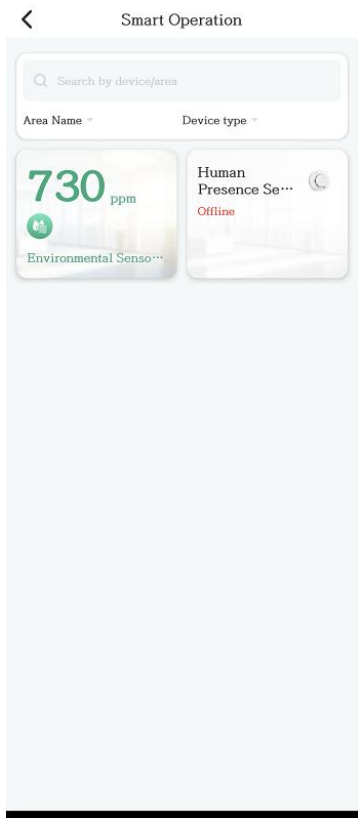 Smart Operation
Search by device/area
Area Name
Device type
730 ppm
Environmental Senso···
Human
Presence Se···
Offline